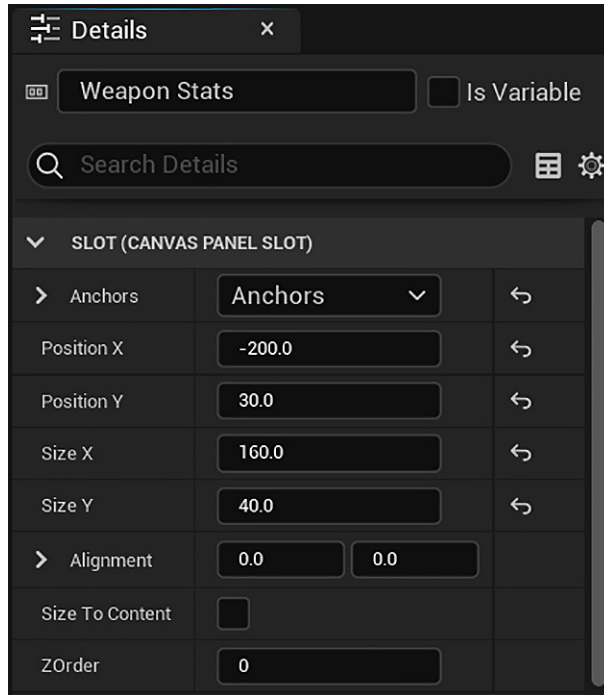 Details
Weapon Stats
Is Variable
Search Details
SLOT (CANVAS PANEL SLOT)
Anchors Anchors
Position X -200.0
Position Y 30.0
Size X 160.0
Size Y 40.0
Alignment 0.0 0.0
Size To Content
ZOrder 0